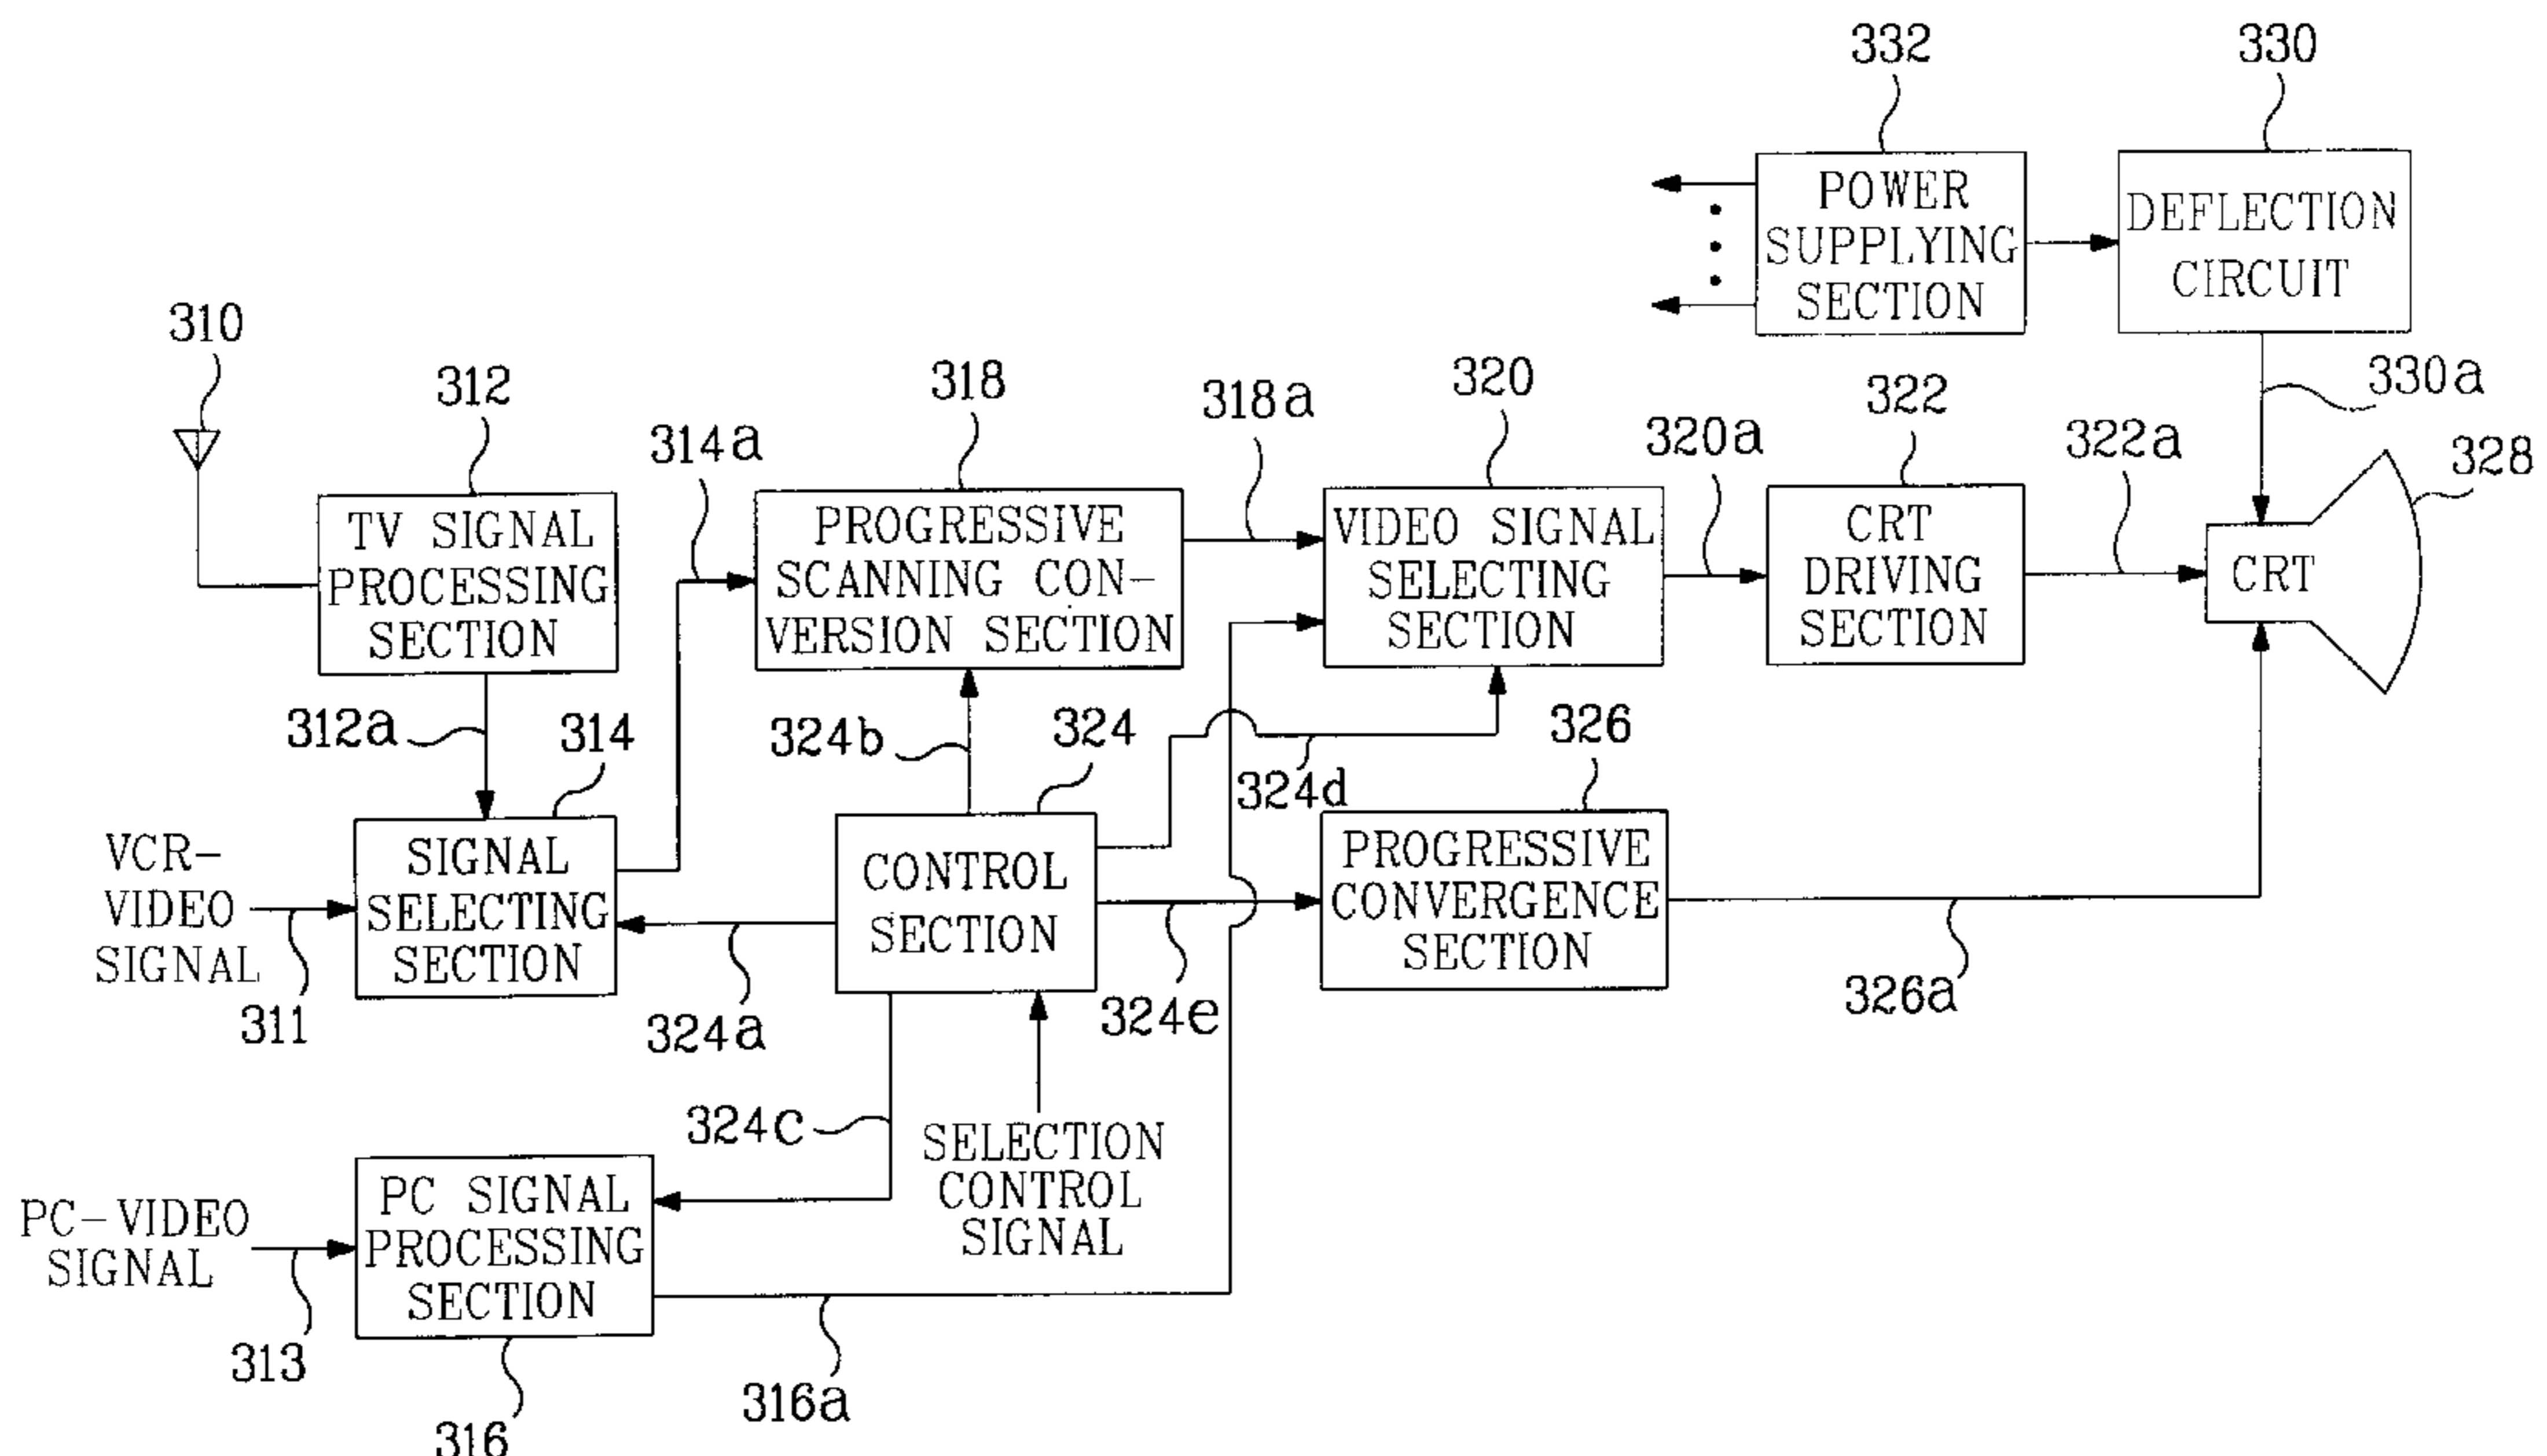 332
330
POWER
SUPPLYING
SECTION
DEFLECTION
CIRCUIT
310
312
318
318a
320
322
330a
314a
320a
322a
328
TV SIGNAL
PROCESSING
SECTION
PROGRESSIVE
SCANNING CON-
VERSION SECTION
VIDEO SIGNAL
SELECTING
SECTION
CRT
DRIVING
SECTION
CRT
312a
314
324b
324
324d
326
VCR-
VIDEO
SIGNAL
311
SIGNAL
SELECTING
SECTION
324a
CONTROL
SECTION
324e
PROGRESSIVE
CONVERGENCE
SECTION
326a
324c
SELECTION
CONTROL
SIGNAL
PC-VIDEO
SIGNAL
313
PC SIGNAL
PROCESSING
SECTION
316a
316